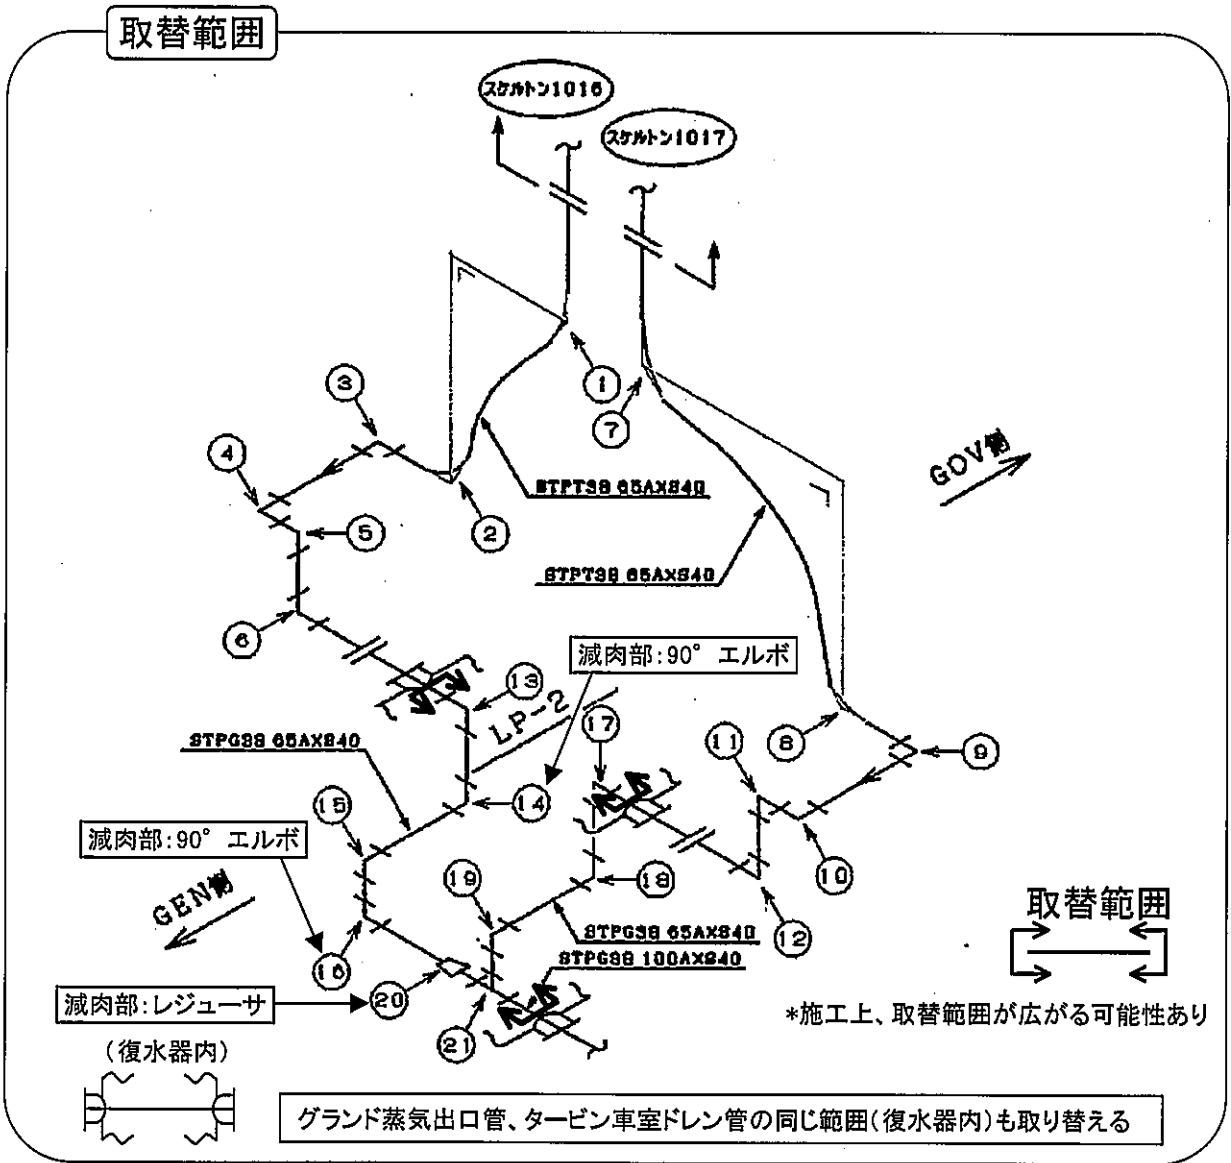 取替範囲
スケルトン1016
スケルトン1017
1
7
3
4
GOV側
STPT38 65AXS40
5
2
STPT38 65AXS40
6
減肉部:90° エルボ
13
LP-2
17
11
8
9
STPG38 65AXS40
14
15
減肉部:90° エルボ
10
18
19
GEN側
取替範囲
12
STPG38 65AXS40
STPG38 100AXS40
16
減肉部:レジューサ
20
*施工上、取替範囲が広がる可能性あり
21
(復水器内)
グランド蒸気出口管、タービン車室ドレン管の同じ範囲(復水器内)も取り替える